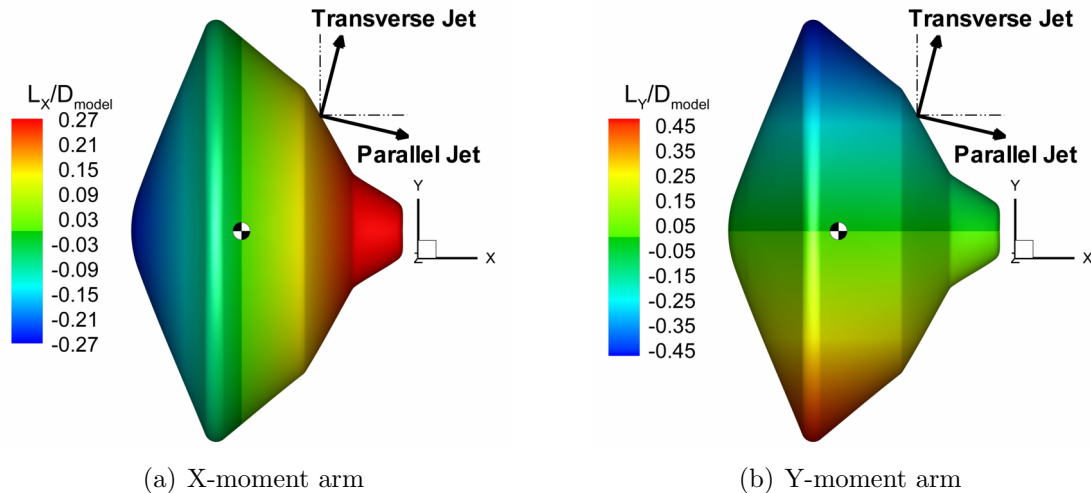 Transverse Jet
L_X/D_model
0.27
0.21
0.15
0.09
0.03
-0.03
-0.09
-0.15
-0.21
-0.27
Parallel Jet
Y
Z
X
(a) X-moment arm
Transverse Jet
L_Y/D_model
0.45
0.35
0.25
0.15
0.05
-0.05
-0.15
-0.25
-0.35
-0.45
Parallel Jet
Y
Z
X
(b) Y-moment arm